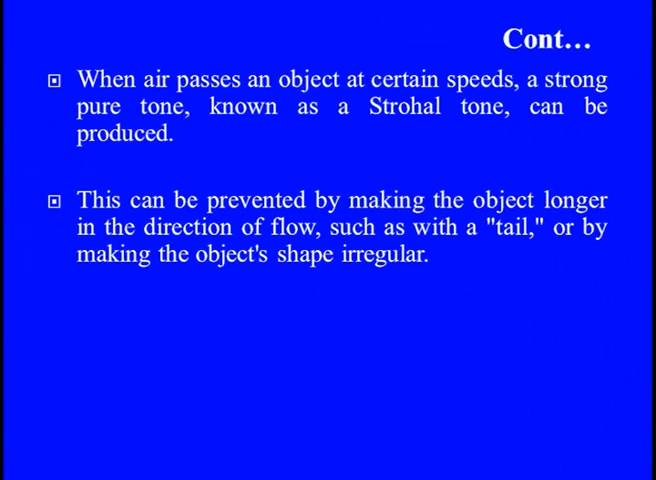 Cont…
When air passes an object at certain speeds, a strong
pure tone, known as a Strohal tone, can be
produced.
This can be prevented by making the object longer
in the direction of flow, such as with a "tail," or by
making the object's shape irregular.